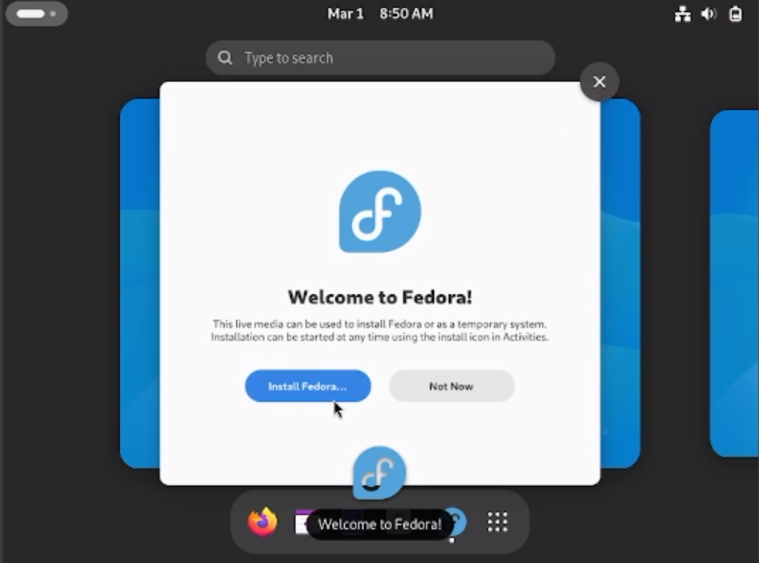 Mar 1 8:50 AM
Type to search
Welcome to Fedora!
This live media can be used to install Fedora or as a temporary system.
Installation can be started at any time using the install icon in Activities.
Install Fedora...
Not Now
Welcome to Fedora!